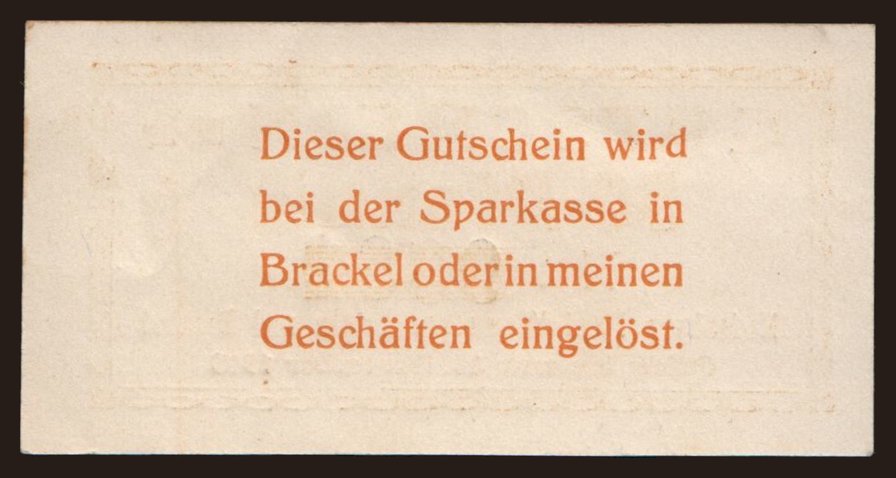 Dieser Gutschein wird
bei der Sparkasse in
Brackel oder in meinen
Geschäften eingelöst.